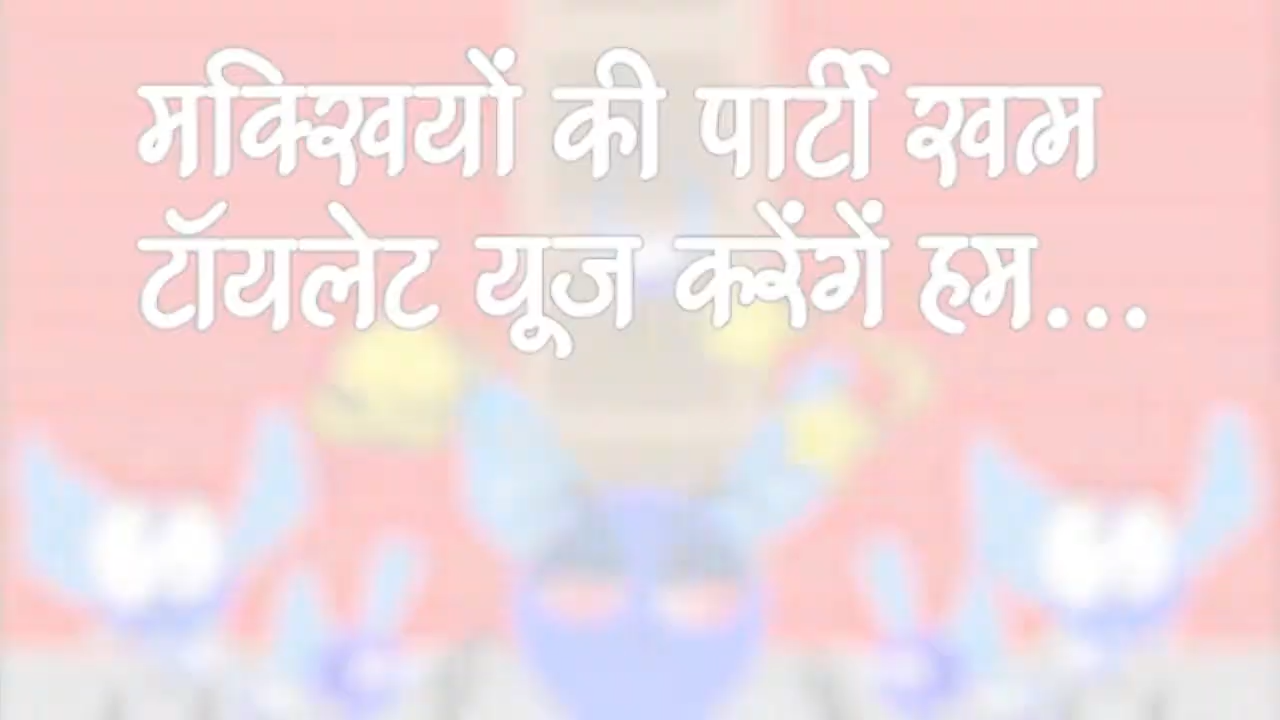 मक्खियों की पार्टी खत्म
टॉयलेट यूज करेंगें हम...